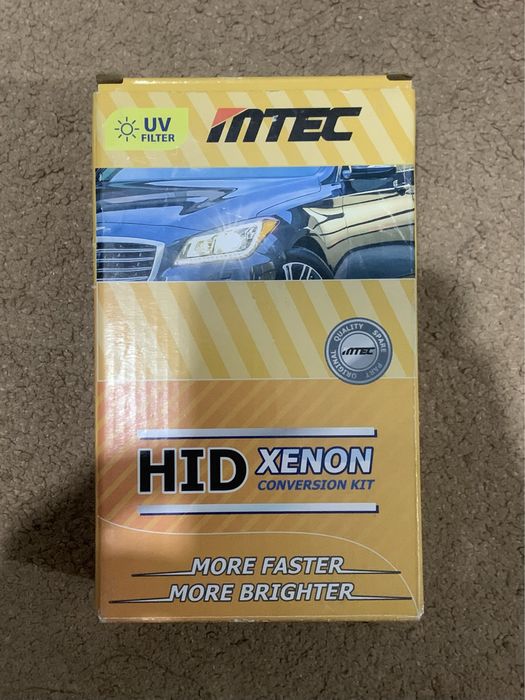 UV
FILTER
MTEC
QUALITY SPARE PART ORIGINAL
MTEC
HID
XENON
CONVERSION KIT
MORE FASTER
MORE BRIGHTER